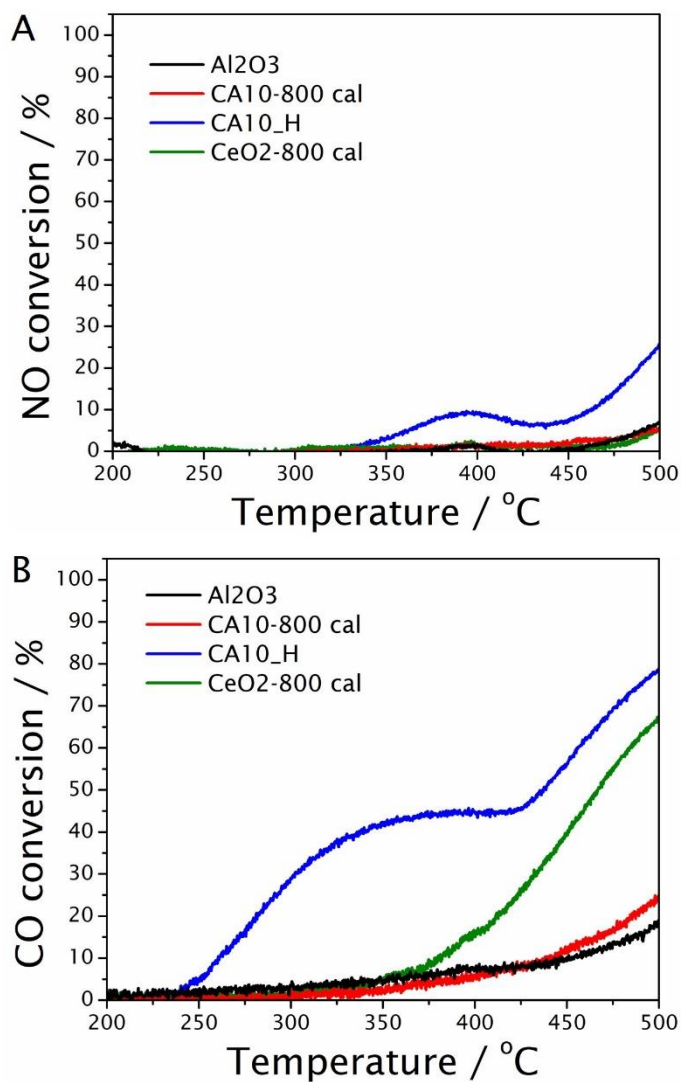 A
100
90
80
70
60
50
40
30
20
10
0
NO conversion / %
Al2O3
CA10-800 cal
CA10_H
CeO2-800 cal
200 250 300 350 400 450 500
Temperature / °C
B
100
90
80
70
60
50
40
30
20
10
0
CO conversion / %
Al2O3
CA10-800 cal
CA10_H
CeO2-800 cal
200 250 300 350 400 450 500
Temperature / °C